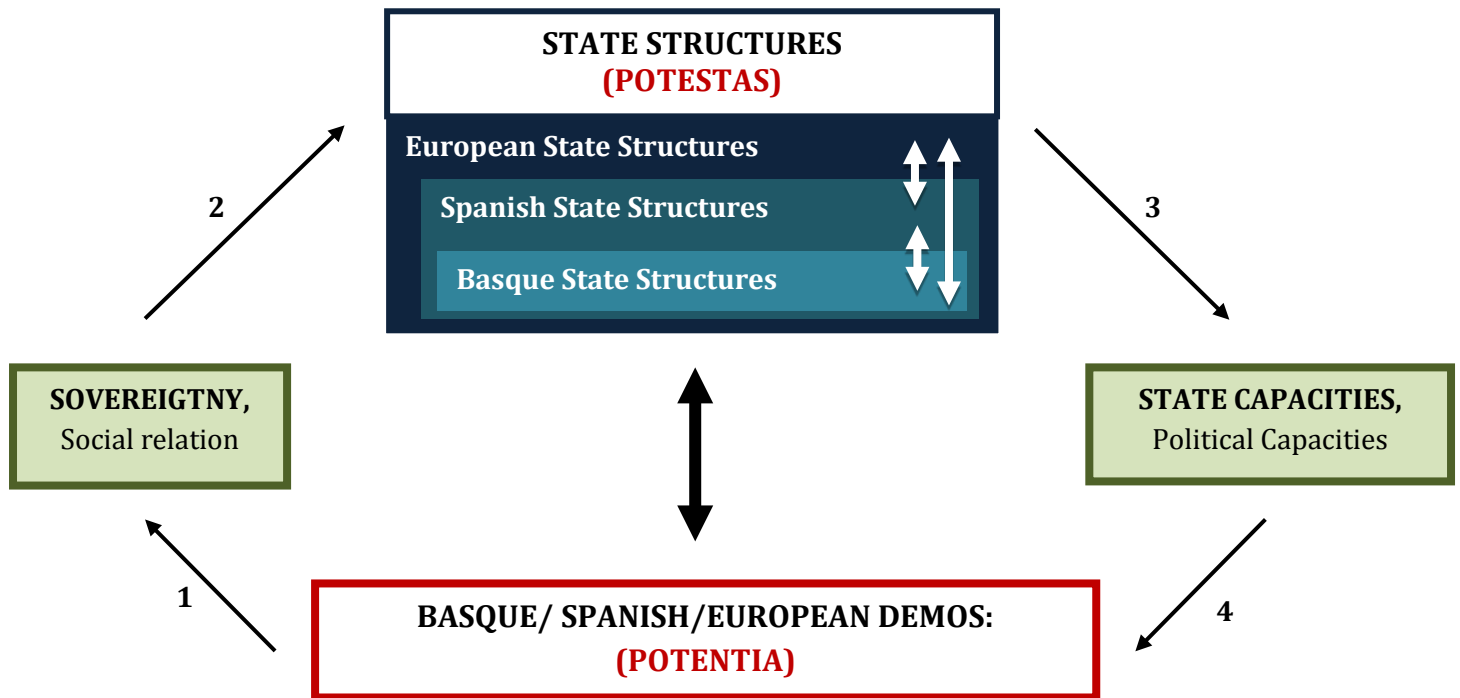 STATE STRUCTURES
(POTESTAS)
European State Structures
Spanish State Structures
Basque State Structures
2
3
SOVEREIGTNY,
Social relation
STATE CAPACITIES,
Political Capacities
1
4
BASQUE/ SPANISH/EUROPEAN DEMOS:
(POTENTIA)